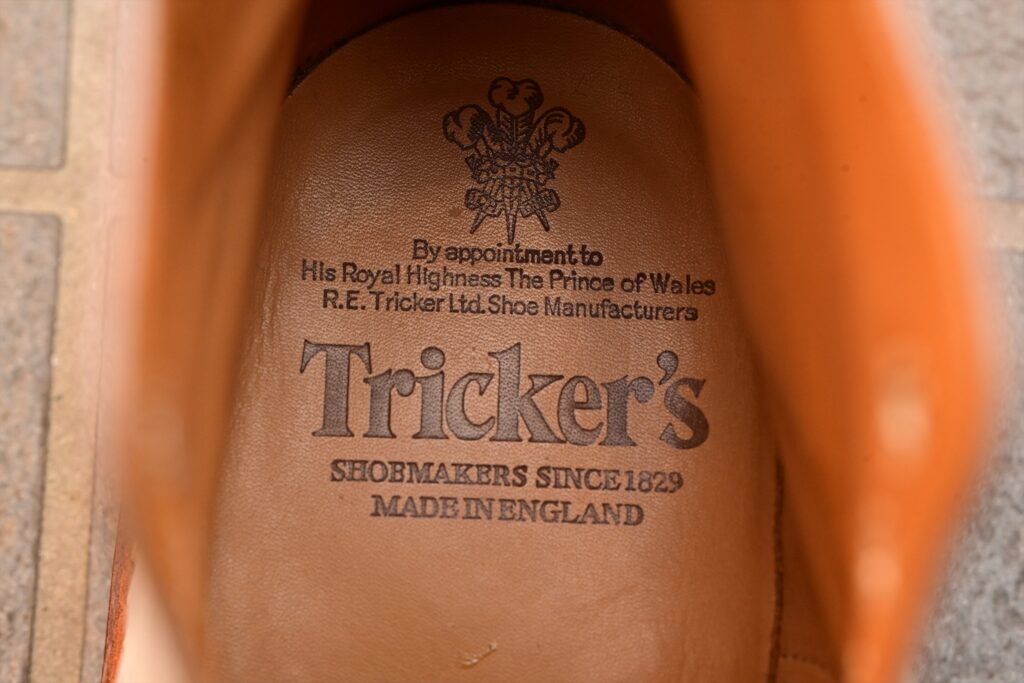 By appointment to
His Royal Highness The Prince of Wales
R.E. Tricker Ltd. Shoe Manufacturers
Tricker's
SHOEMAKERS SINCE 1829
MADE IN ENGLAND